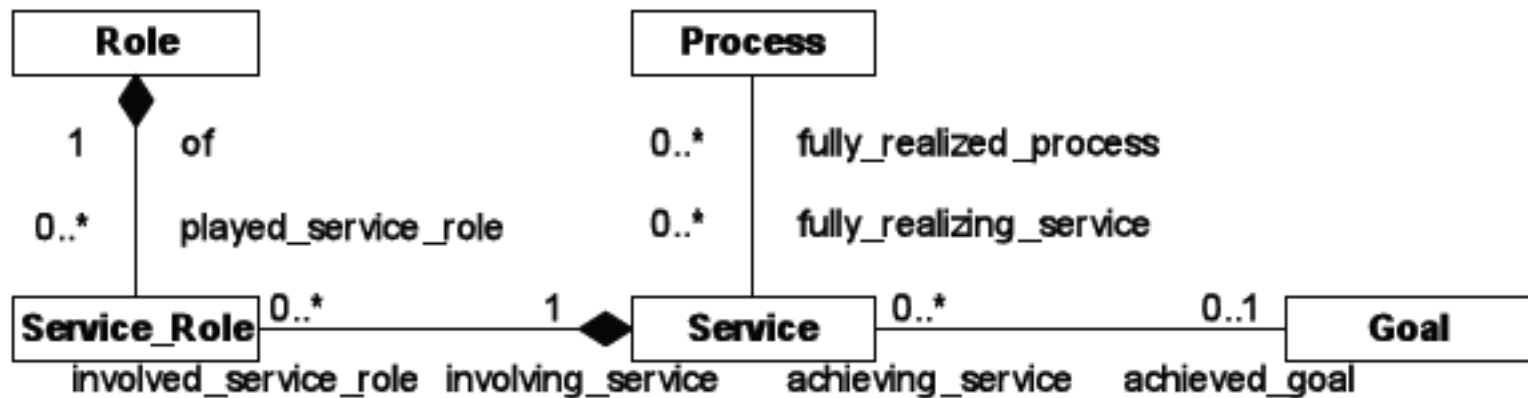 Role
Process
1 of
0..* fully_realized_process
0..* played_service_role
0..* fully_realizing_service
Service_Role
0..* 1
Service
0..* 0..1
Goal
involved_service_role involving_service achieving_service achieved_goal